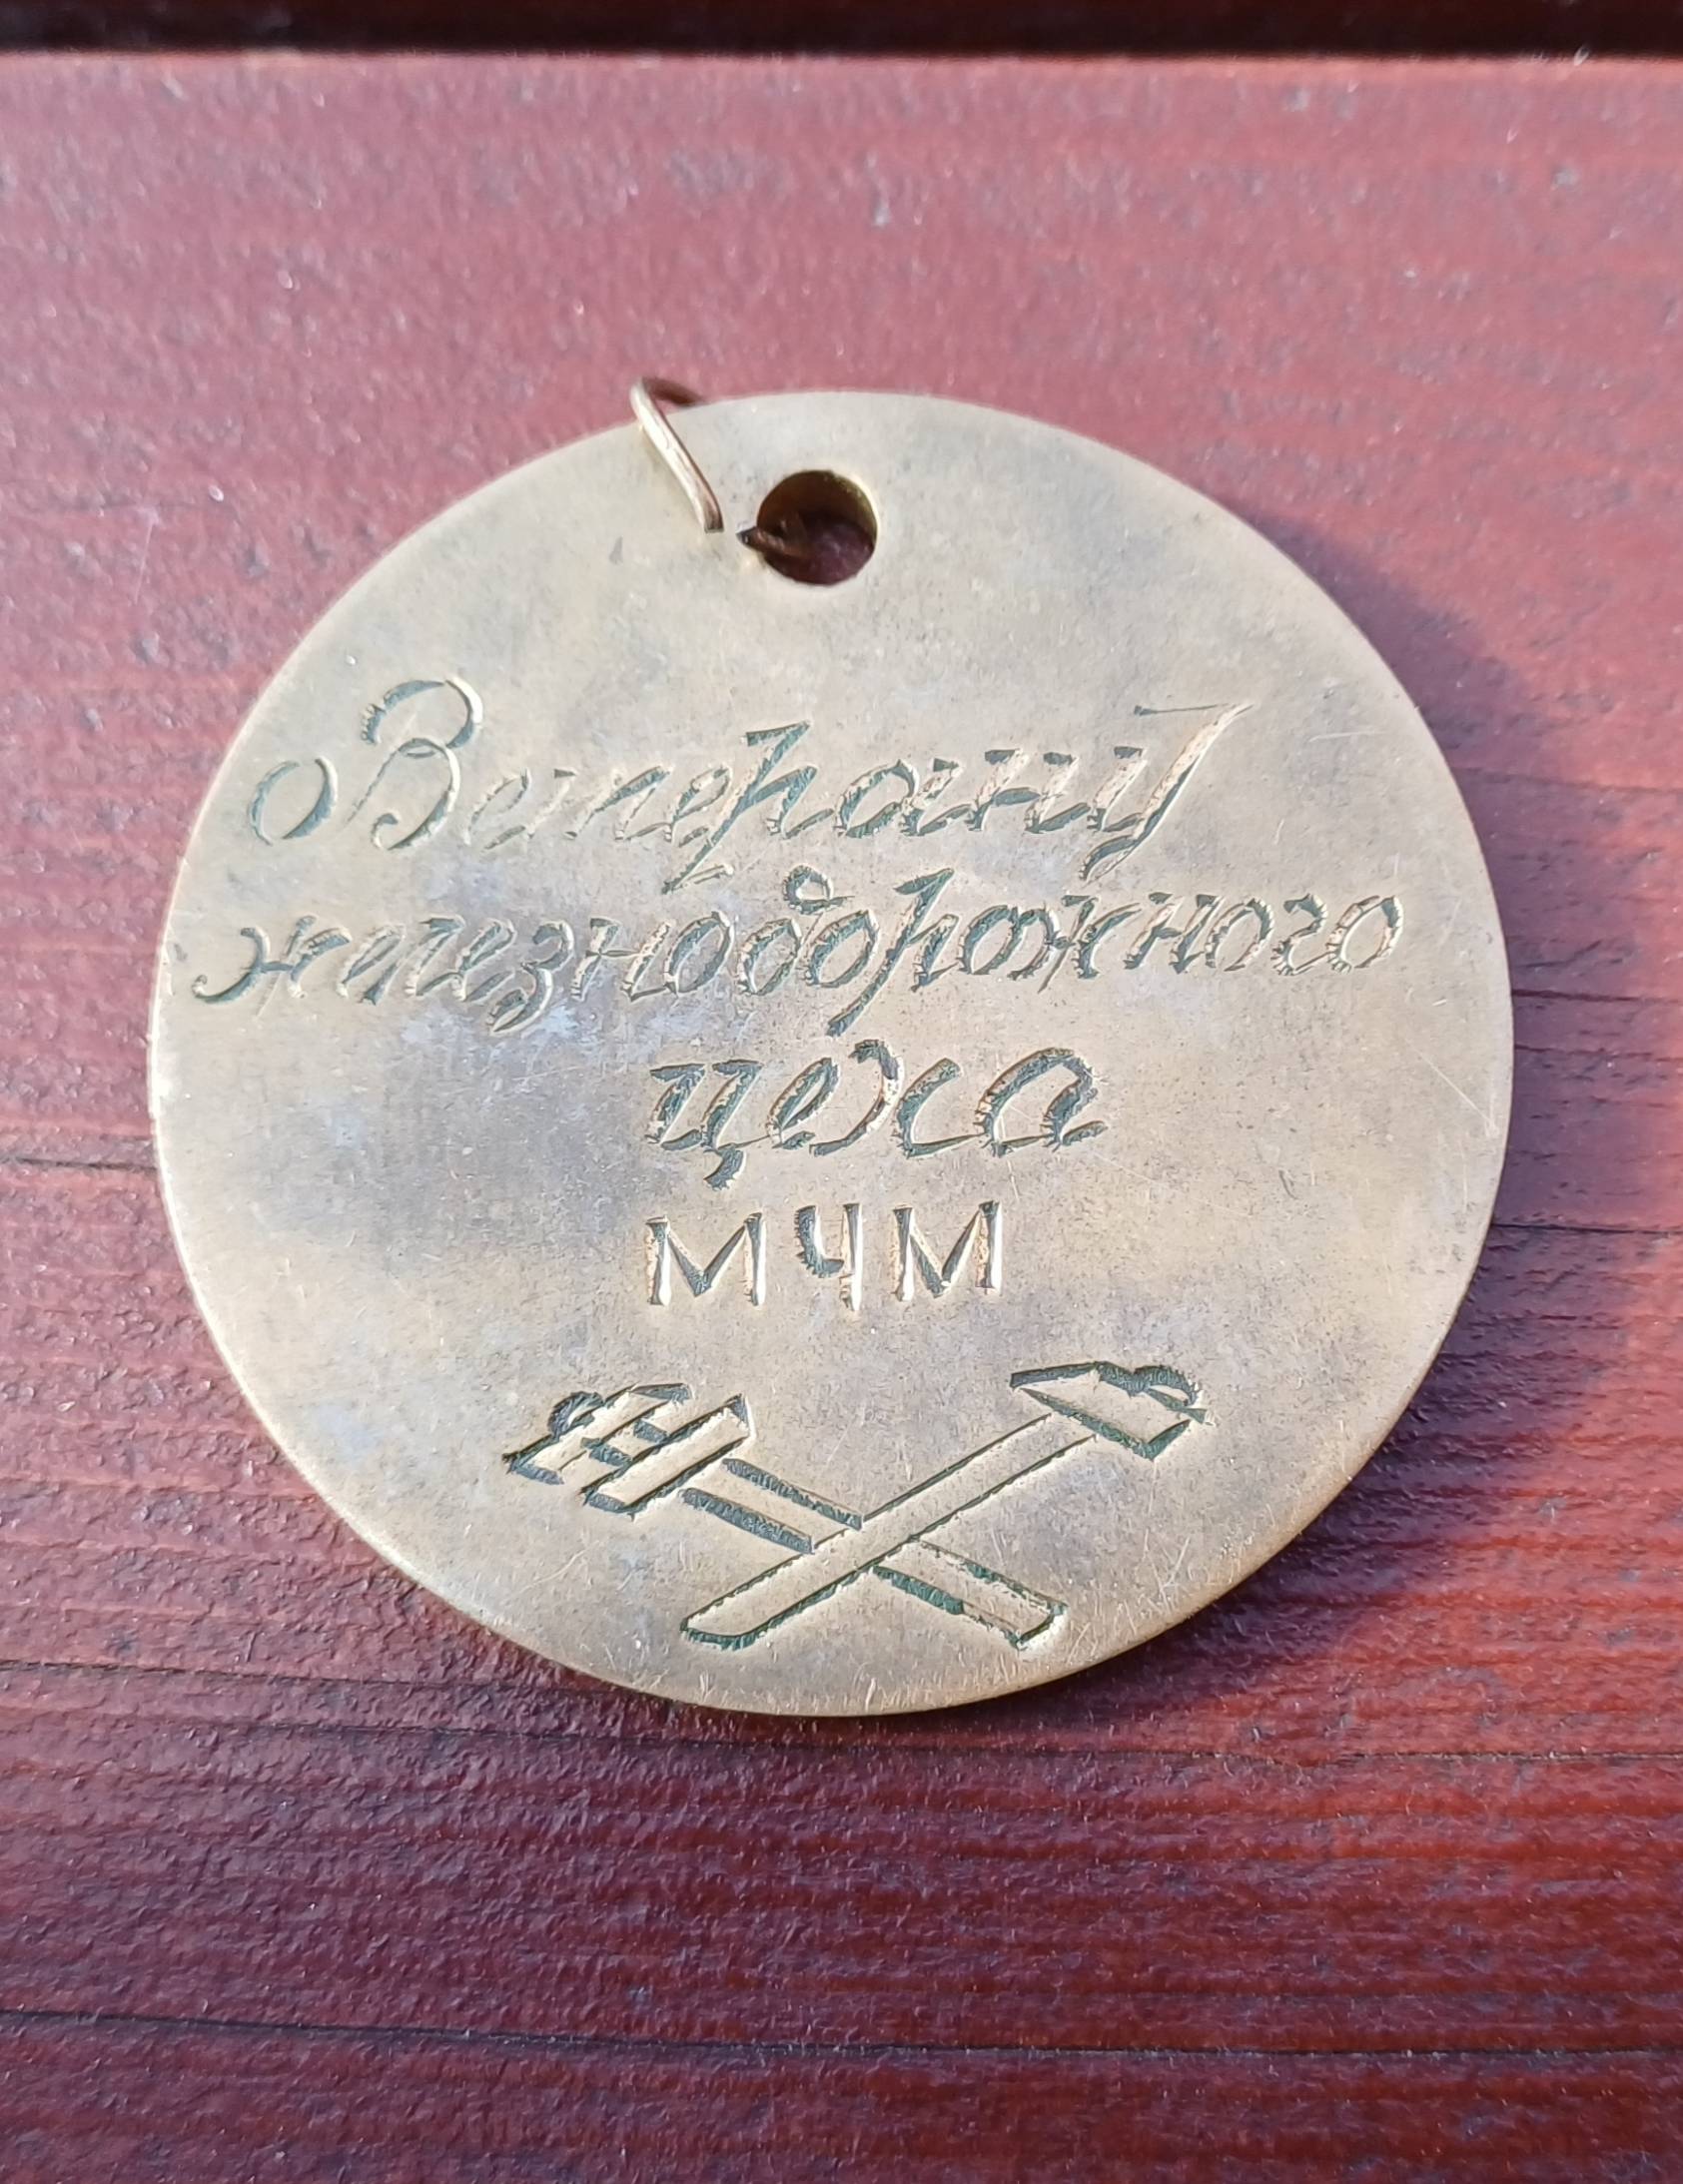 Ветерану
железнодорожного
цеха
МЧМ